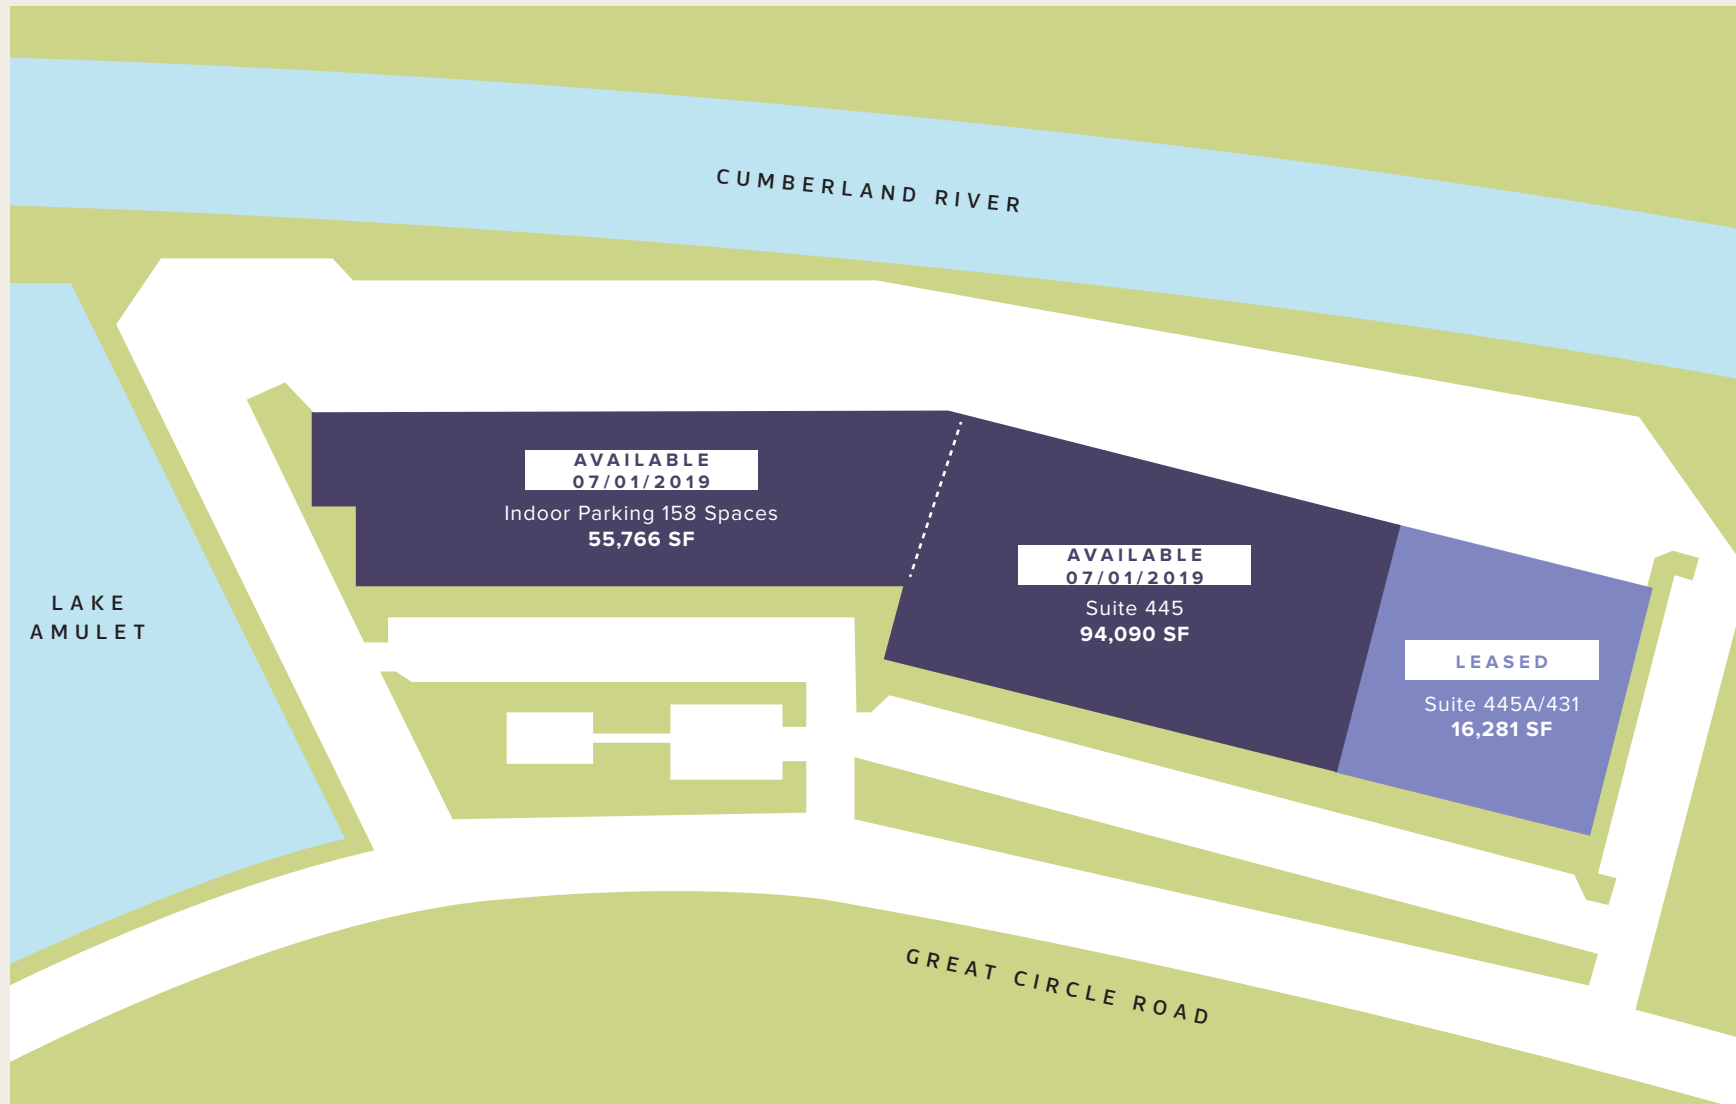 CUMBERLAND RIVER
AVAILABLE
07/01/2019
Indoor Parking 158 Spaces
55,766 SF
AVAILABLE
07/01/2019
Suite 445
94,090 SF
LEASED
Suite 445A/431
16,281 SF
LAKE
AMULET
GREAT CIRCLE ROAD